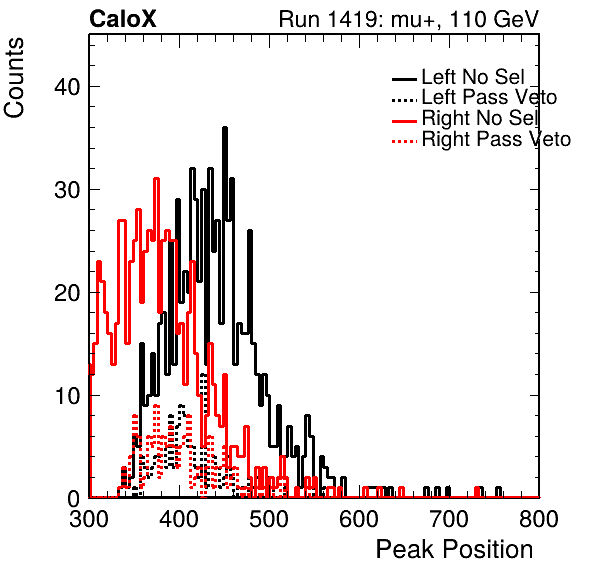 CaloX Run 1419: mu+, 110 GeV
Counts
Left No Sel
Left Pass Veto
Right No Sel
Right Pass Veto
40
30
20
10
0
300 400 500 600 700 800
Peak Position